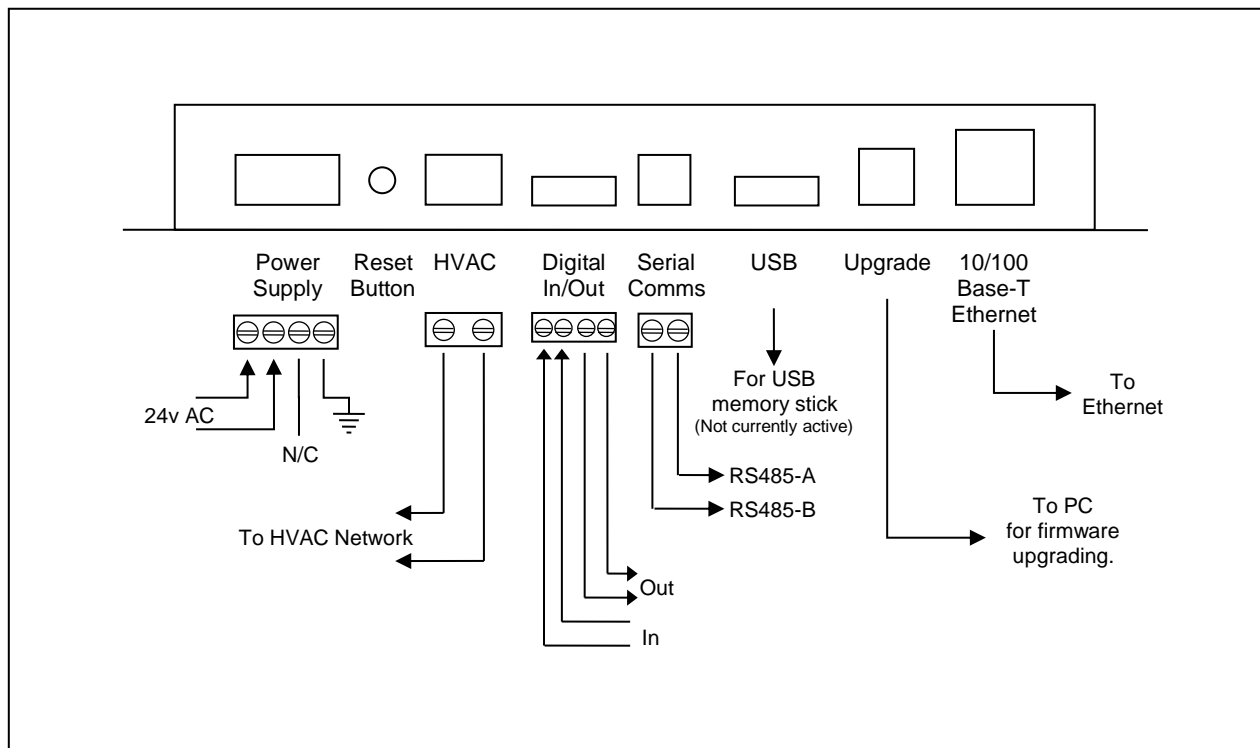 Power
Supply
Reset
Button
HVAC
Digital
In/Out
Serial
Comms
USB
Upgrade
10/100
Base-T
Ethernet
24v AC
N/C
To HVAC Network
For USB
memory stick
(Not currently active)
RS485-A
RS485-B
Out
In
To PC
for firmware
upgrading.
To
Ethernet